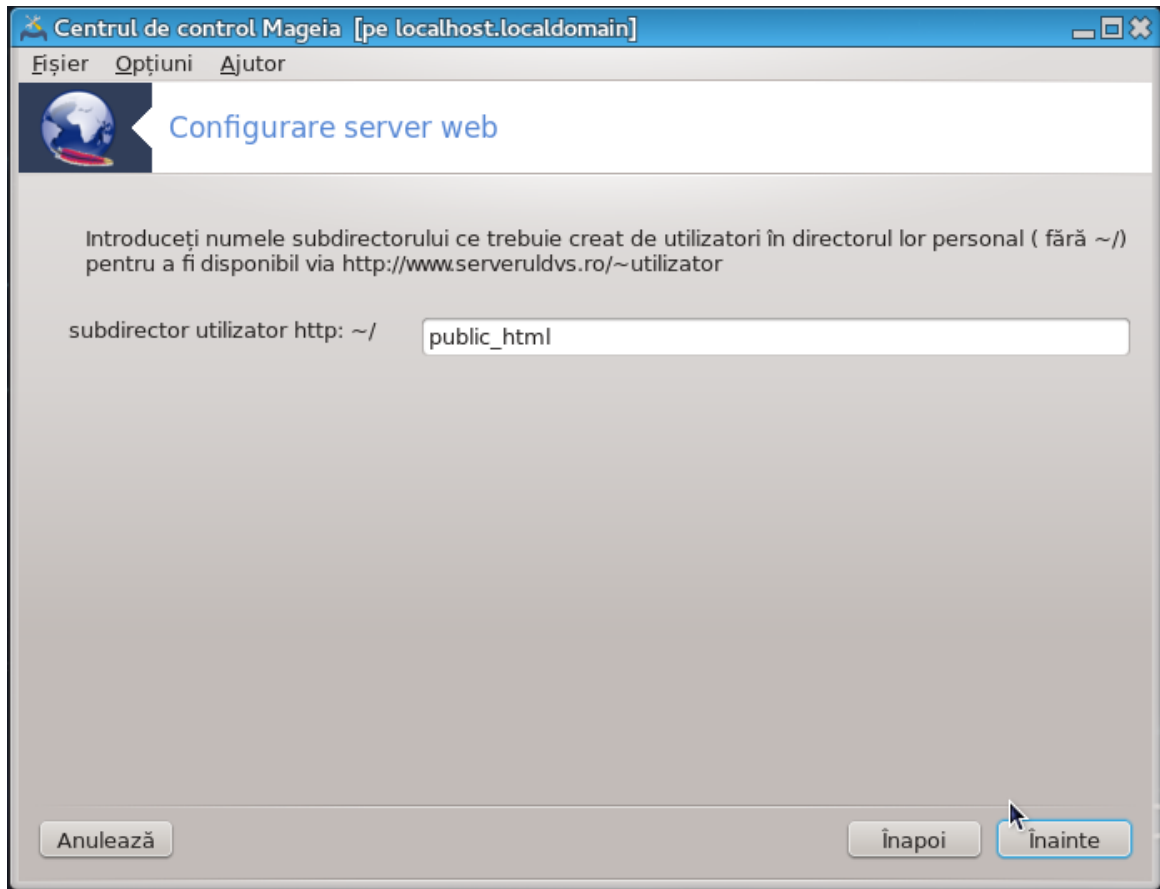 Centrul de control Mageia [pe localhost.localdomain]
Fișier Opțiuni Ajutor
Configurare server web
Introduceți numele subdirectorului ce trebuie creat de utilizatori în directorul lor personal ( fără ~/)
pentru a fi disponibil via http://www.serveruldvs.ro/~utilizator
subdirector utilizator http: ~/ public_html
Anulează Înapoi Înainte